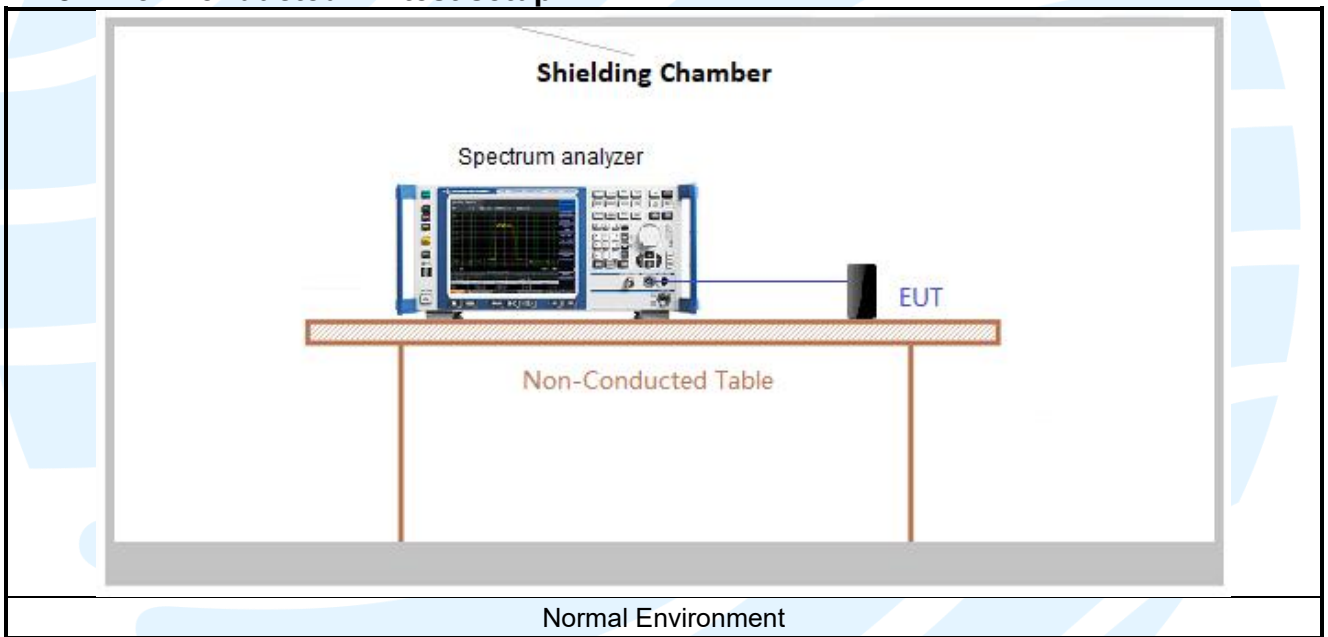 Shielding Chamber
Spectrum analyzer
EUT
Non-Conducted Table
Normal Environment